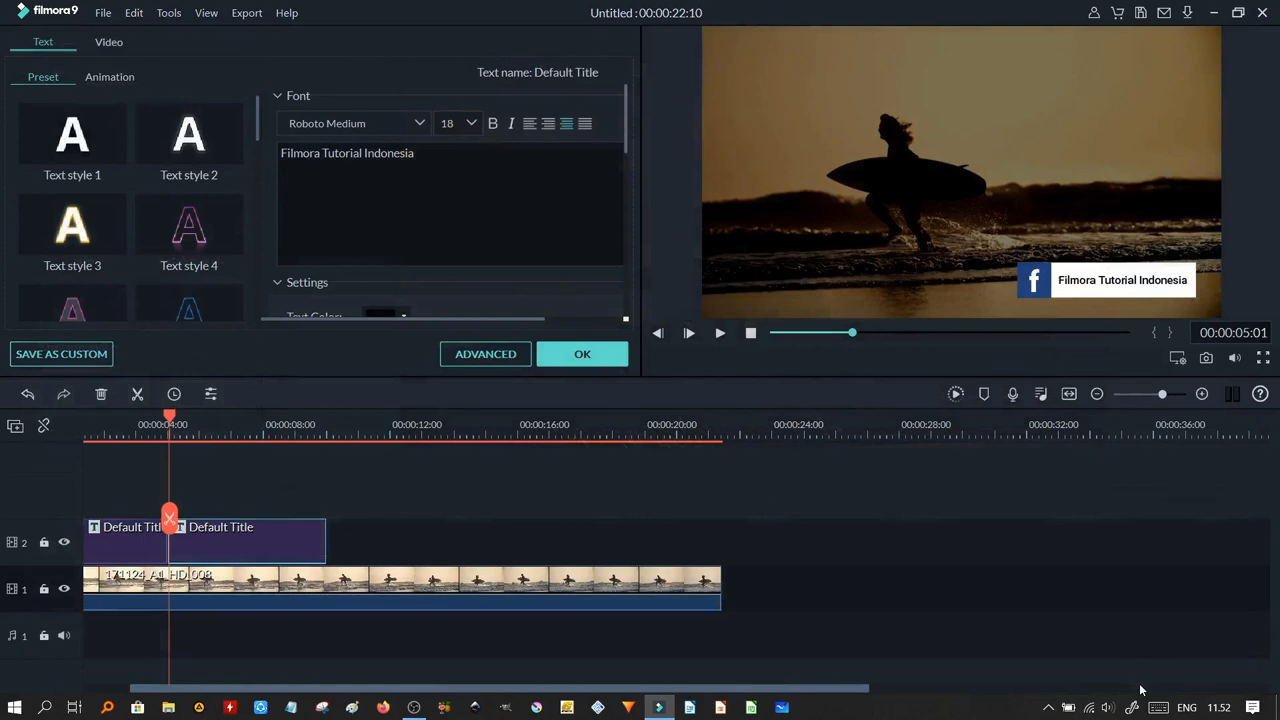 filmora9 File Edit Tools View Export Help Untitled : 00:00:22:10
Text Video
Preset Animation Text name: Default Title
Font
Roboto Medium 18 B I
Filmora Tutorial Indonesia
A A
Text style 1 Text style 2
A A
Text style 3 Text style 4
Settings
Text Color:
SAVE AS CUSTOM ADVANCED OK
f Filmora Tutorial Indonesia
{ } 00:00:05:01
00:00:04:00 00:00:08:00 00:00:12:00 00:00:16:00 00:00:20:00 00:00:24:00 00:00:28:00 00:00:32:00 00:00:36:00
2 T Default Titl T Default Title
1 171124_A1_HD_008
1
ENG 11.52